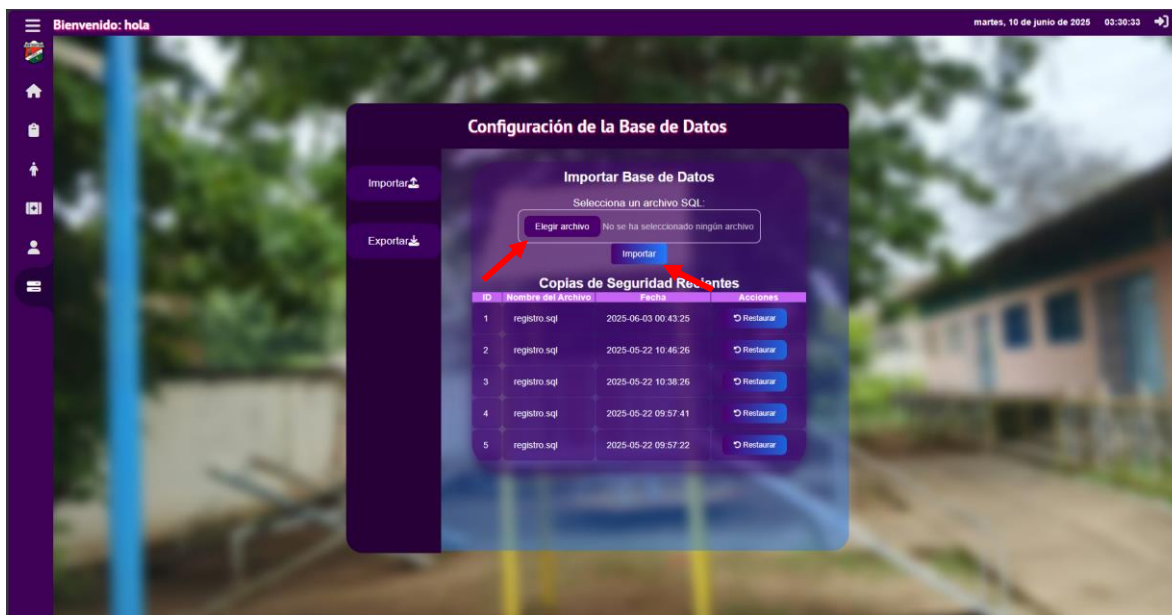 Bienvenido: hola
martes, 10 de junio de 2025 03:30:33
Configuración de la Base de Datos
Importar
Exportar
Importar Base de Datos
Selecciona un archivo SQL:
Elegir archivo No se ha seleccionado ningún archivo
Importar
Copias de Seguridad Recientes
ID Nombre del Archivo Fecha Acciones
1 registro.sql 2025-06-03 00:43:25 Restaurar
2 registro.sql 2025-05-22 10:46:26 Restaurar
3 registro.sql 2025-05-22 10:38:26 Restaurar
4 registro.sql 2025-05-22 09:57:41 Restaurar
5 registro.sql 2025-05-22 09:57:22 Restaurar